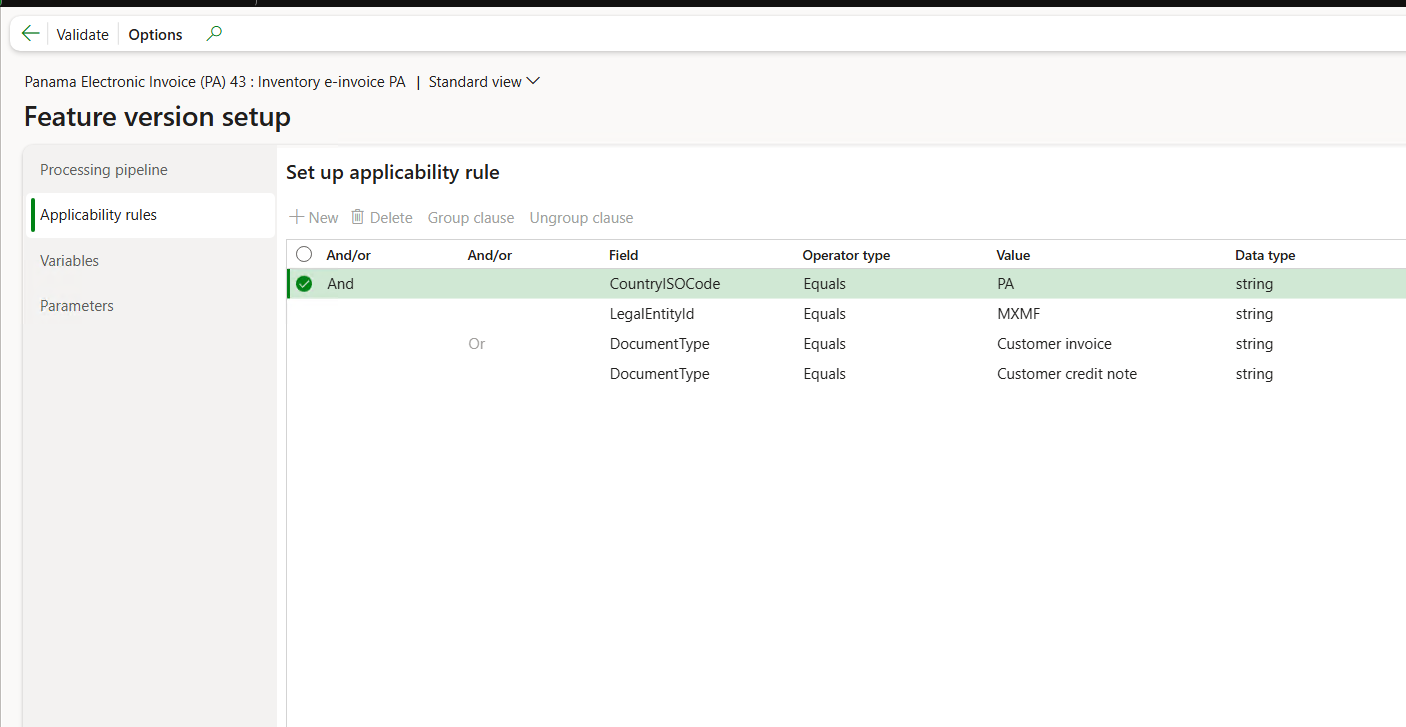 Validate Options
Panama Electronic Invoice (PA) 43 : Inventory e-invoice PA | Standard view
Feature version setup
Processing pipeline
Applicability rules
Variables
Parameters
Set up applicability rule
New Delete Group clause Ungroup clause
And/or And/or Field Operator type Value Data type
And CountryISOCode Equals PA string
LegalEntityId Equals MXMF string
Or DocumentType Equals Customer invoice string
DocumentType Equals Customer credit note string